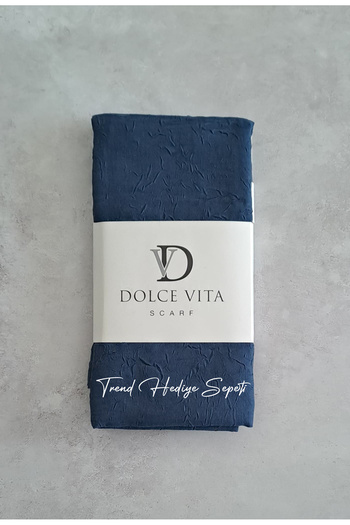 VD
DOLCE VITA
SCARF
Trend Hediye Sepeti